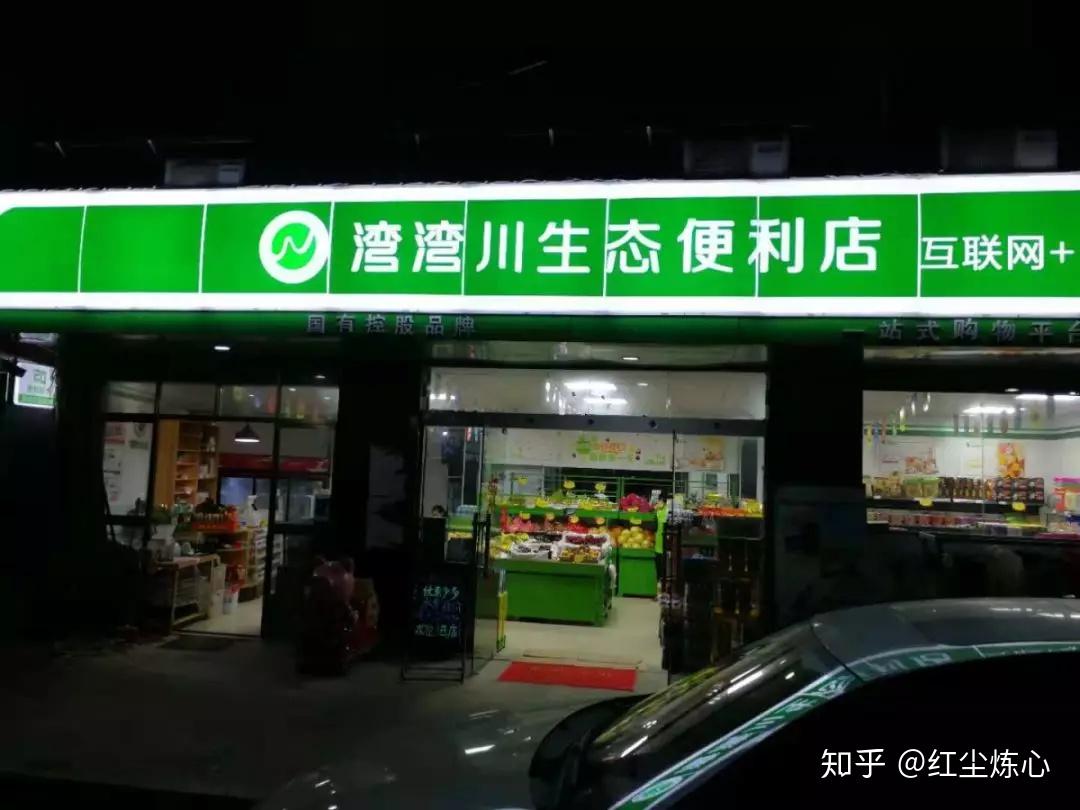 湾湾川生态便利店
互联网+
国有控股品牌
一站式购物平台
知乎 @红尘炼心